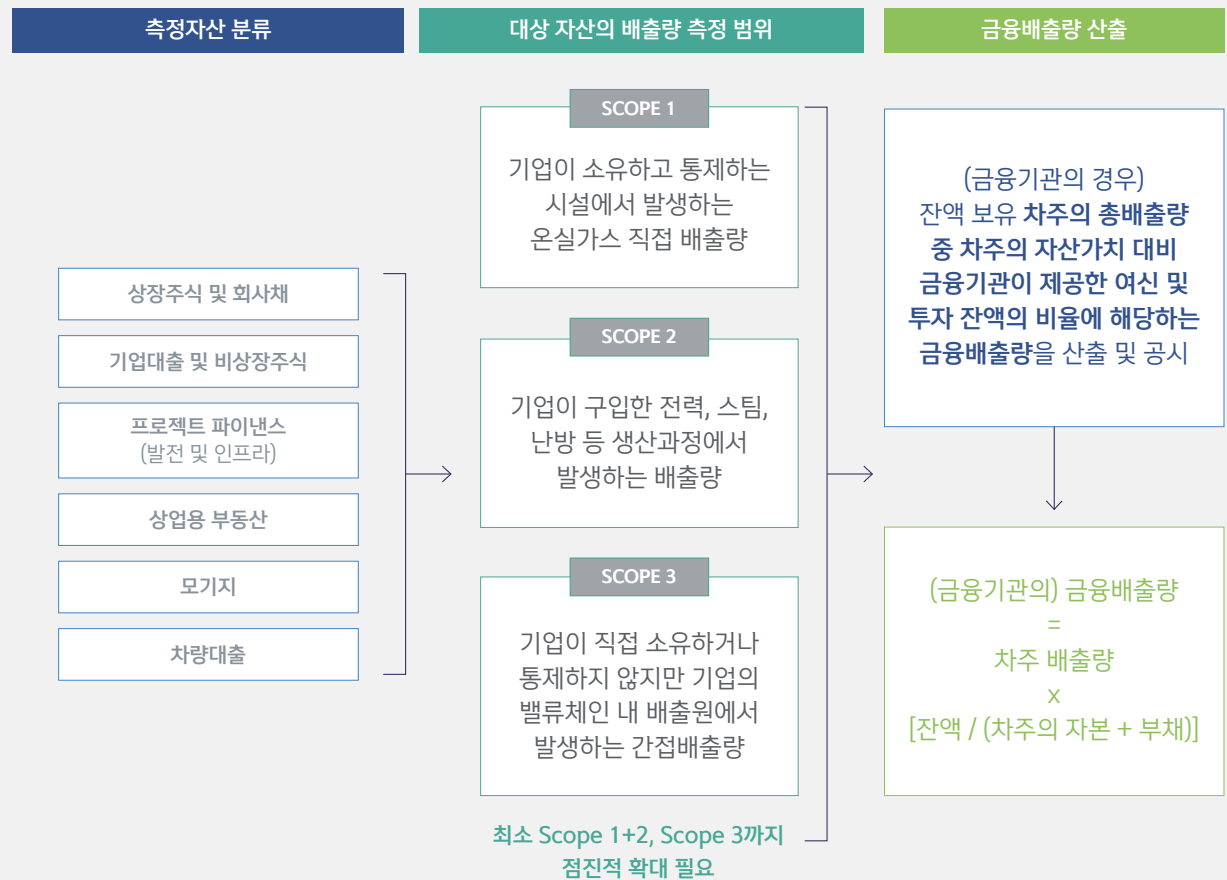 측정자산 분류
상장주식 및 회사채
기업대출 및 비상장주식
프로젝트 파이낸스
(발전 및 인프라)
상업용 부동산
모기지
차량대출
대상 자산의 배출량 측정 범위
SCOPE 1
기업이 소유하고 통제하는
시설에서 발생하는
온실가스 직접 배출량
SCOPE 2
기업이 구입한 전력, 스팀,
난방 등 생산과정에서
발생하는 배출량
SCOPE 3
기업이 직접 소유하거나
통제하지 않지만 기업의
밸류체인 내 배출원에서
발생하는 간접배출량
최소 Scope 1+2, Scope 3까지
점진적 확대 필요
금융배출량 산출
(금융기관의 경우)
잔액 보유 차주의 총배출량
중 차주의 자산가치 대비
금융기관이 제공한 여신 및
투자 잔액의 비율에 해당하는
금융배출량을 산출 및 공시
(금융기관의) 금융배출량
=
차주 배출량
x
[잔액 / (차주의 자본 + 부채)]